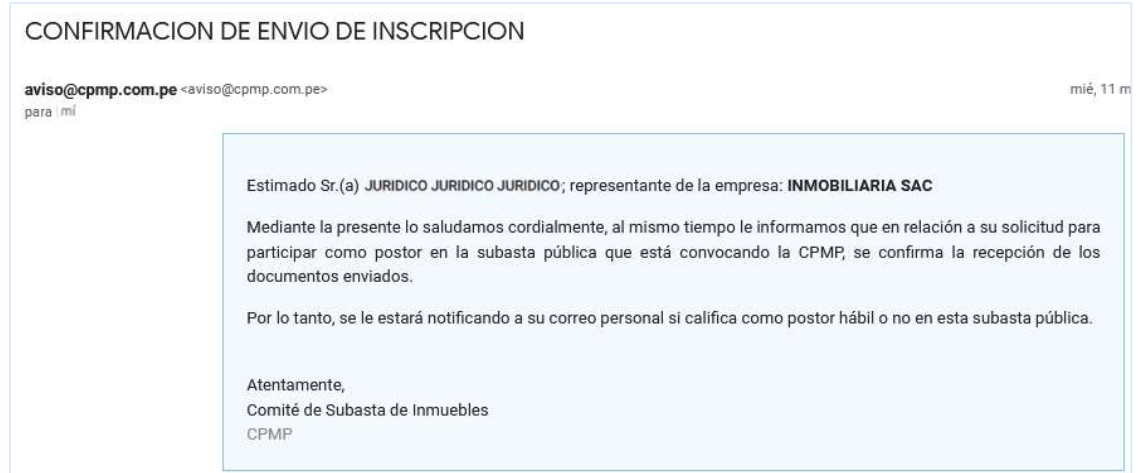 CONFIRMACION DE ENVIO DE INSCRIPCION
aviso@cpmp.com.pe <aviso@cpmp.com.pe>
mié, 11 m
para mí
Estimado Sr.(a) JURIDICO JURIDICO JURIDICO; representante de la empresa: INMOBILIARIA SAC
Mediante la presente lo saludamos cordialmente, al mismo tiempo le informamos que en relación a su solicitud para
participar como postor en la subasta pública que está convocando la CPMP, se confirma la recepción de los
documentos enviados.
Por lo tanto, se le estará notificando a su correo personal si califica como postor hábil o no en esta subasta pública.
Atentamente,
Comité de Subasta de Inmuebles
CPMP